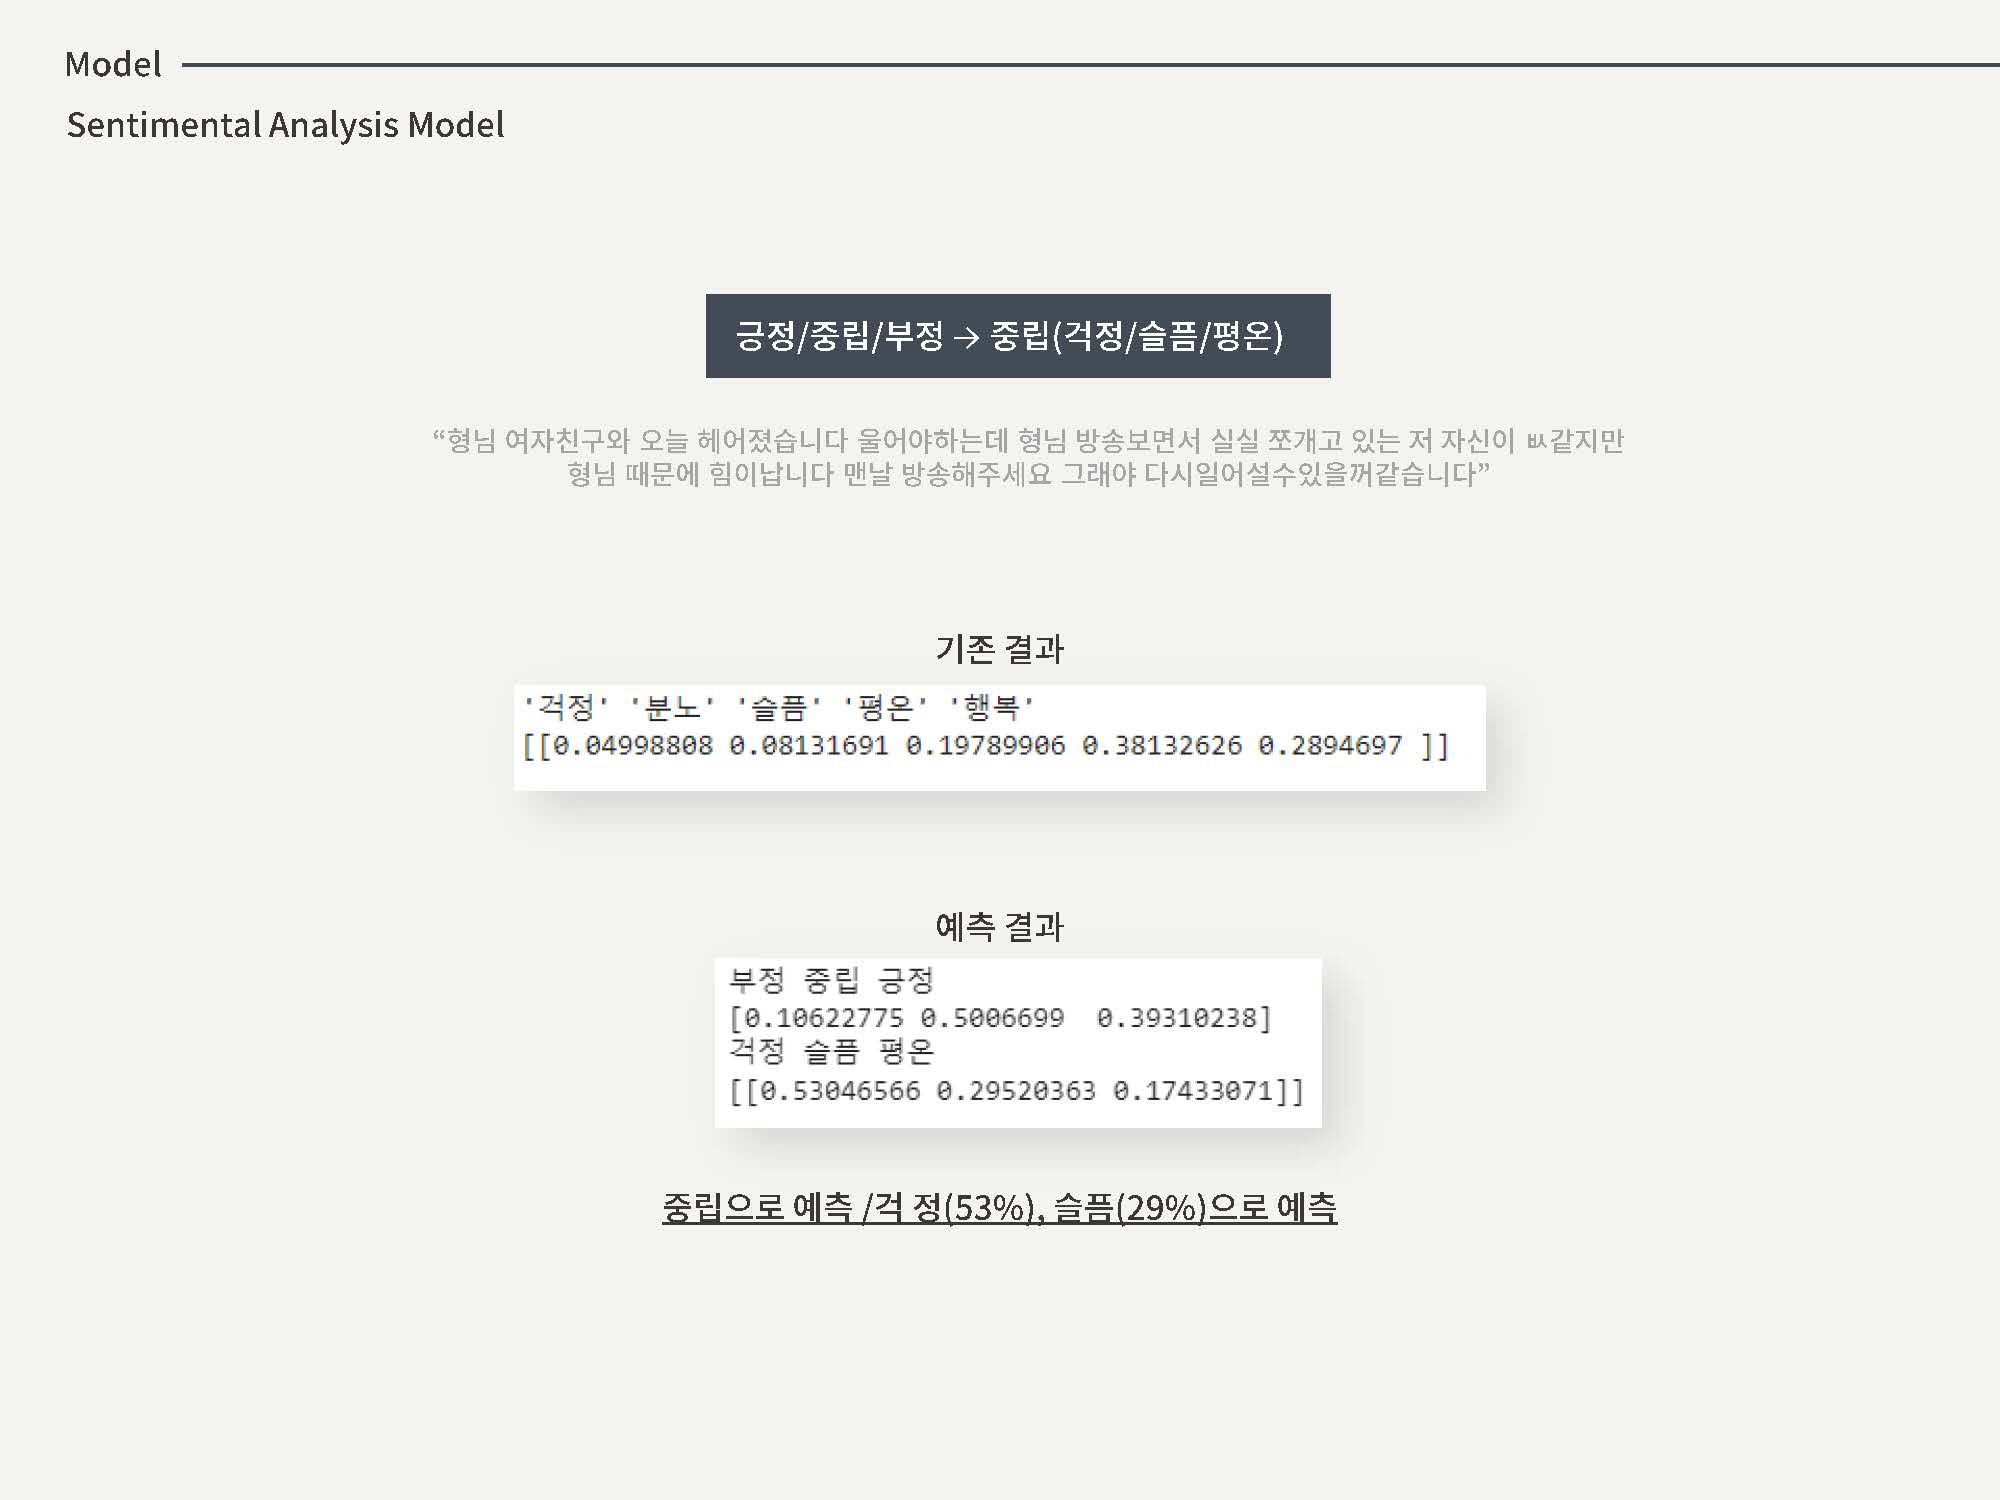 Model
Sentimental Analysis Model
긍정/중립/부정 → 중립(걱정/슬픔/평온)
“형님 여자친구와 오늘 헤어졌습니다 울어야하는데 형님 방송보면서 실실 쪼개고 있는 저 자신이 ㅄ같지만
형님 때문에 힘이납니다 맨날 방송해주세요 그래야 다시일어설수있을꺼같습니다”
기존 결과
'걱정' '분노' '슬픔' '평온' '행복'
[[0.04998808 0.08131691 0.19789906 0.38132626 0.2894697 ]]
예측 결과
부정 중립 긍정
[0.10622775 0.5006699  0.39310238]
걱정 슬픔 평온
[[0.53046566 0.29520363 0.17433071]]
중립으로 예측 /걱 정(53%), 슬픔(29%)으로 예측